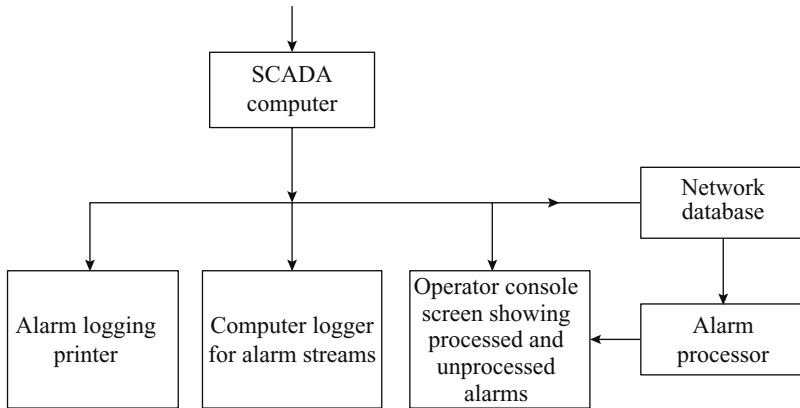 SCADA
computer
Network
database
Alarm logging
printer
Computer logger
for alarm streams
Operator console
screen showing
processed and
unprocessed
alarms
Alarm
processor